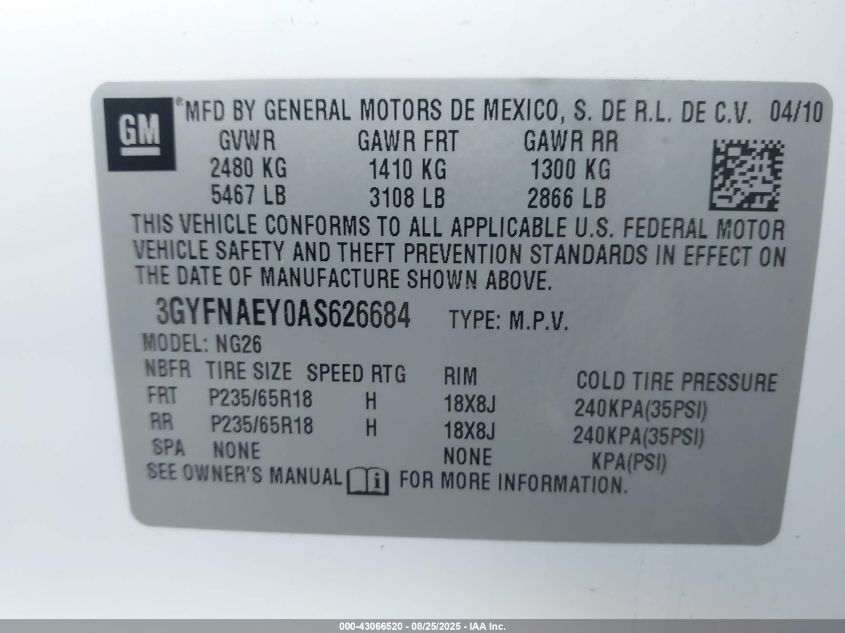 GM
®MFD BY GENERAL MOTORS DE MEXICO, S. DE R.L. DE C.V. 04/10
GVWR GAWR FRT GAWR RR
2480 KG 1410 KG 1300 KG
5467 LB 3108 LB 2866 LB
THIS VEHICLE CONFORMS TO ALL APPLICABLE U.S. FEDERAL MOTOR
VEHICLE SAFETY AND THEFT PREVENTION STANDARDS IN EFFECT ON
THE DATE OF MANUFACTURE SHOWN ABOVE.
3GYFNAEY0AS626684 TYPE: M.P.V.
MODEL: NG26
NBFR TIRE SIZE SPEED RTG RIM COLD TIRE PRESSURE
FRT P235/65R18 H 18X8J 240KPA(35PSI)
RR P235/65R18 H 18X8J 240KPA(35PSI)
SPA NONE NONE KPA(PSI)
SEE OWNER'S MANUAL i FOR MORE INFORMATION.
000-43066520 - 08/25/2025 - IAA Inc.